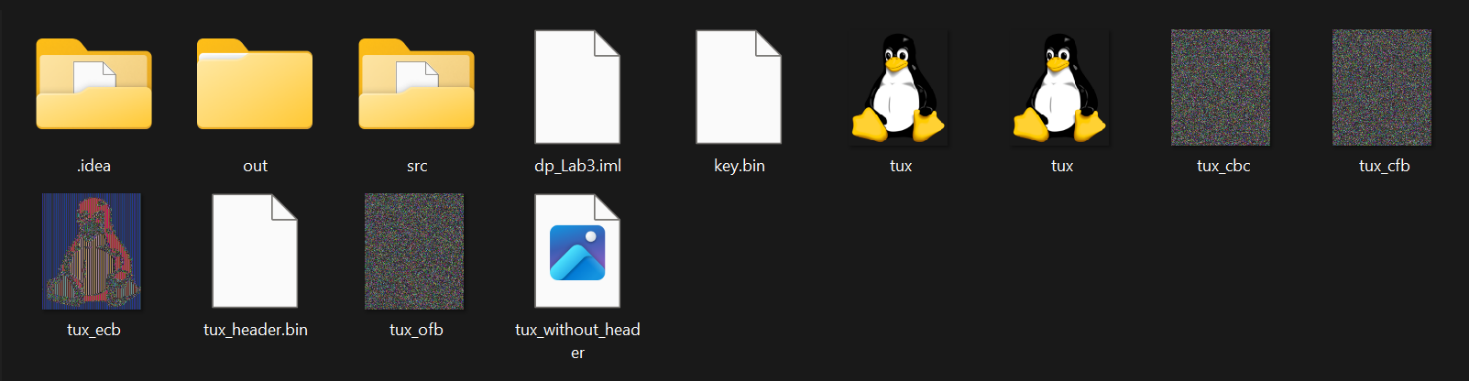 .idea
out
src
dp_Lab3.iml
key.bin
tux
tux
tux_cbc
tux_cfb
tux_ecb
tux_header.bin
tux_ofb
tux_without_head
er